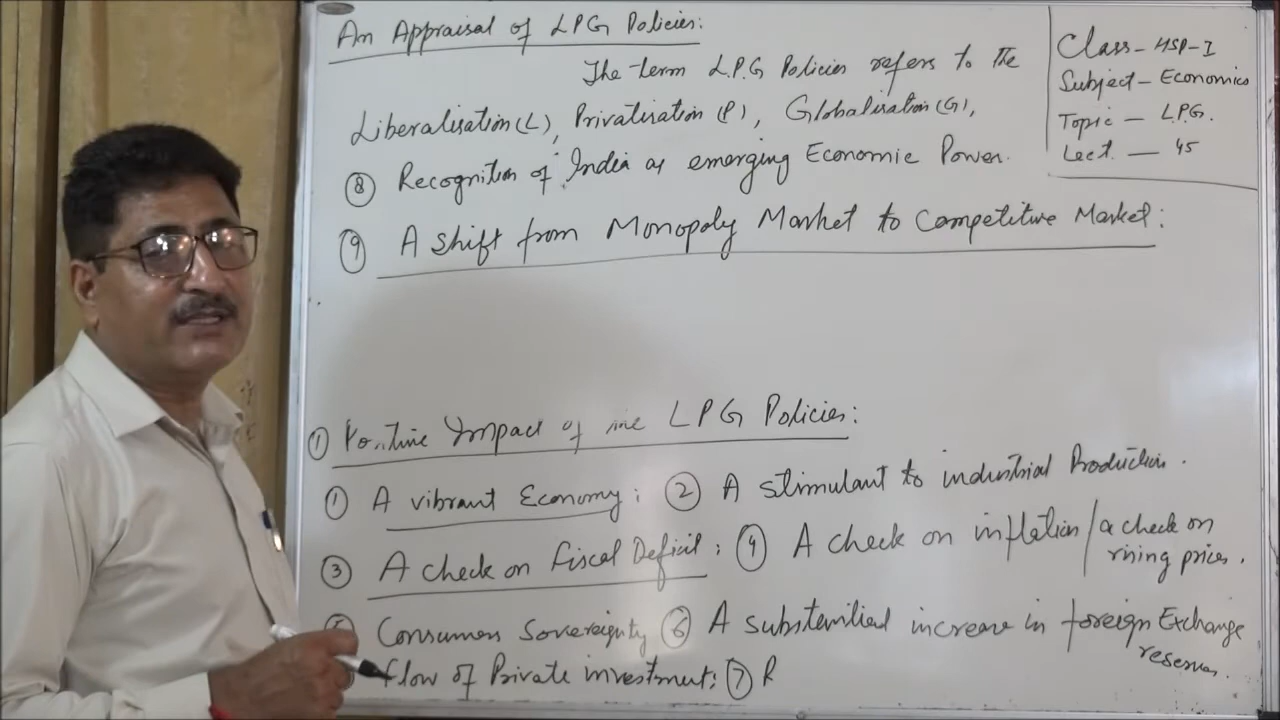 An Appraisal of LPG Policies:
The term L.P.G Policies refers to the
Liberalisation(L), Privatisation (P), Globalisation(G),
⑧ Recognition of India as emerging Economic Power.
⑨ A shift from Monopoly Market to Competitive Market:
Class - HSP-I
Subject - Economics
Topic - L.P.G.
Lect. - 45
① Positive Impact of LPG Policies:
① A vibrant Economy: ② A stimulant to industrial Production.
③ A check on Fiscal Deficit: ④ A check on inflation / a check on
rising prices.
Consumers Sovereignty ⑥ A substential increase in foreign Exchange
reserves.
flow of Private investment: ⑦ R